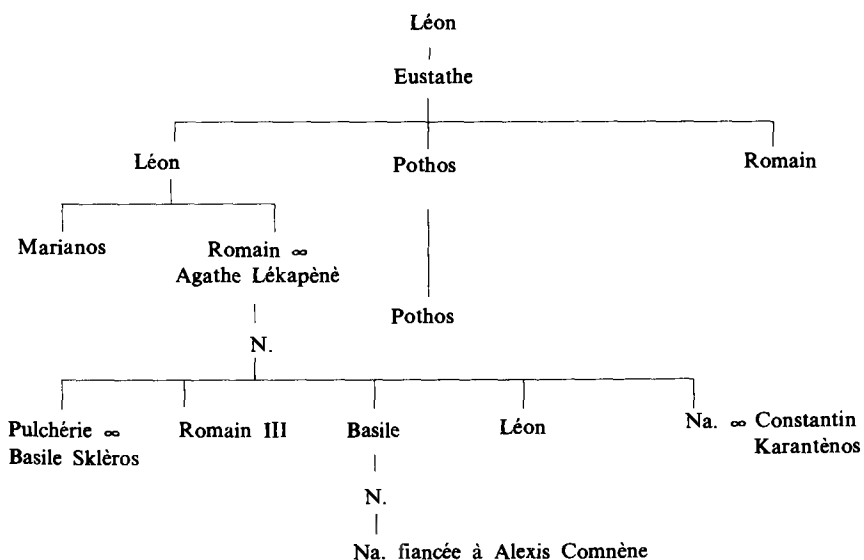 Léon
Eustathe
Léon
Pothos
Romain
Marianos
Romain ∞
Agathe Lékapènè
Pothos
N.
Pulchérie ∞
Basile Sklèros
Romain III
Basile
Léon
Na. ∞ Constantin
Karantènos
N.
Na. fiancée à Alexis Comnène